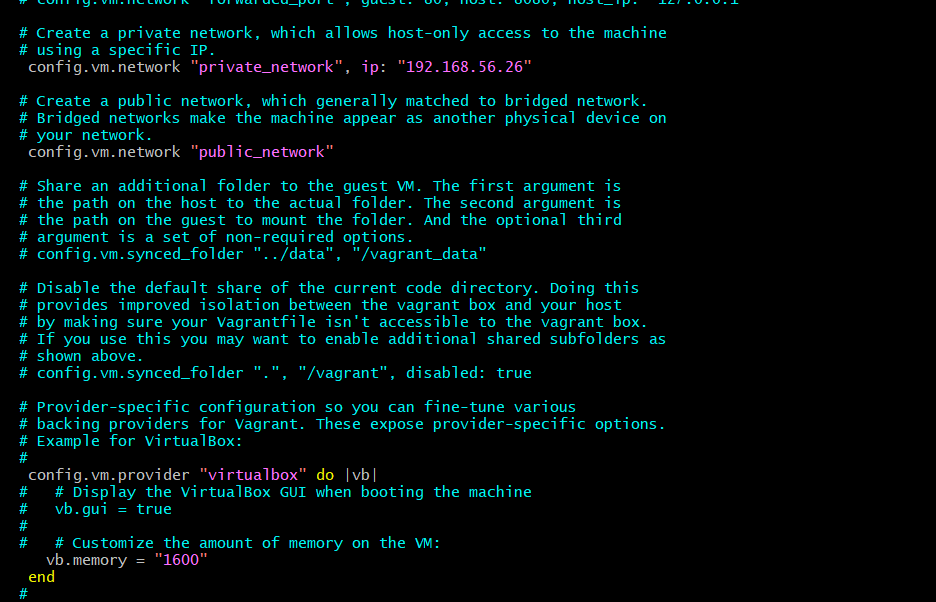 # config.vm.network "forwarded_port", guest: 80, host: 8080, host_ip: "127.0.0.1"
# Create a private network, which allows host-only access to the machine
# using a specific IP.
config.vm.network "private_network", ip: "192.168.56.26"
# Create a public network, which generally matched to bridged network.
# Bridged networks make the machine appear as another physical device on
# your network.
config.vm.network "public_network"
# Share an additional folder to the guest VM. The first argument is
# the path on the host to the actual folder. The second argument is
# the path on the guest to mount the folder. And the optional third
# argument is a set of non-required options.
# config.vm.synced_folder "../data", "/vagrant_data"
# Disable the default share of the current code directory. Doing this
# provides improved isolation between the vagrant box and your host
# by making sure your Vagrantfile isn't accessible to the vagrant box.
# If you use this you may want to enable additional shared subfolders as
# shown above.
# config.vm.synced_folder ".", "/vagrant", disabled: true
# Provider-specific configuration so you can fine-tune various
# backing providers for Vagrant. These expose provider-specific options.
# Example for VirtualBox:
#
config.vm.provider "virtualbox" do |vb|
#   # Display the VirtualBox GUI when booting the machine
#   vb.gui = true
#
#   # Customize the amount of memory on the VM:
vb.memory = "1600"
end
#